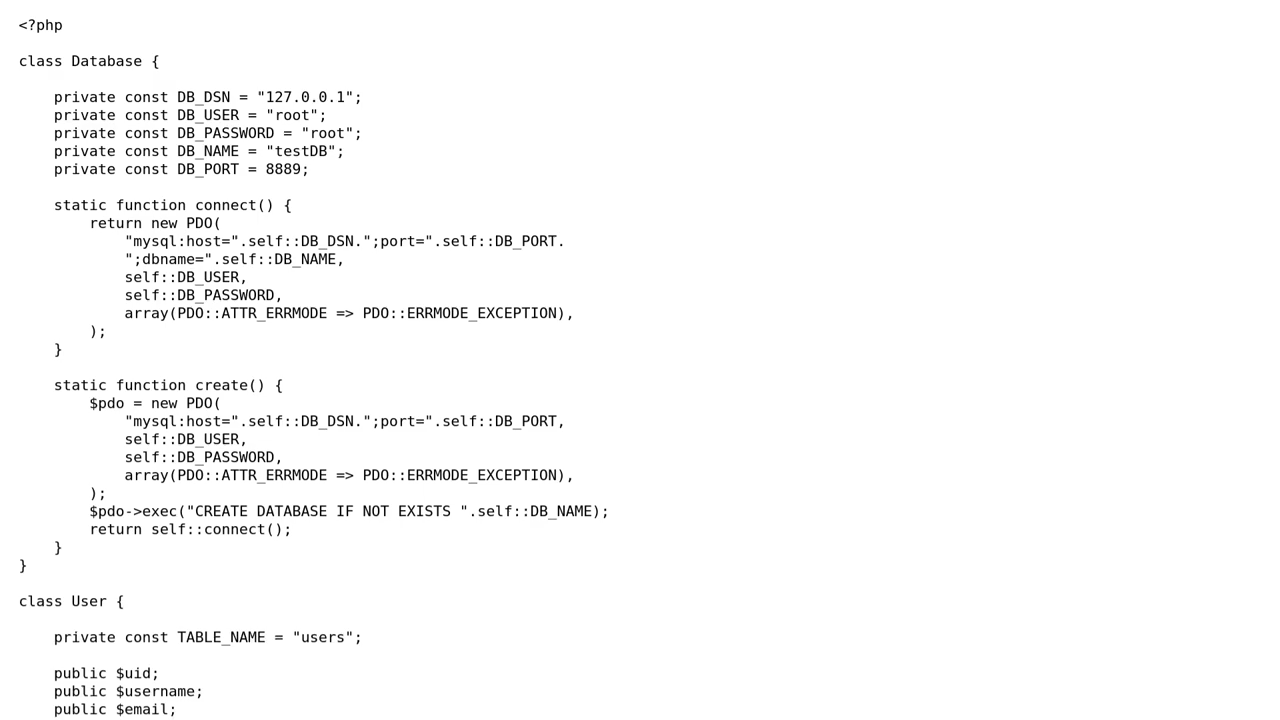 <?php

class Database {

    private const DB_DSN = "127.0.0.1";
    private const DB_USER = "root";
    private const DB_PASSWORD = "root";
    private const DB_NAME = "testDB";
    private const DB_PORT = 8889;

    static function connect() {
        return new PDO(
            "mysql:host=".self::DB_DSN.";port=".self::DB_PORT.
            ";dbname=".self::DB_NAME,
            self::DB_USER,
            self::DB_PASSWORD,
            array(PDO::ATTR_ERRMODE => PDO::ERRMODE_EXCEPTION),
        );
    }

    static function create() {
        $pdo = new PDO(
            "mysql:host=".self::DB_DSN.";port=".self::DB_PORT,
            self::DB_USER,
            self::DB_PASSWORD,
            array(PDO::ATTR_ERRMODE => PDO::ERRMODE_EXCEPTION),
        );
        $pdo->exec("CREATE DATABASE IF NOT EXISTS ".self::DB_NAME);
        return self::connect();
    }
}

class User {

    private const TABLE_NAME = "users";

    public $uid;
    public $username;
    public $email;